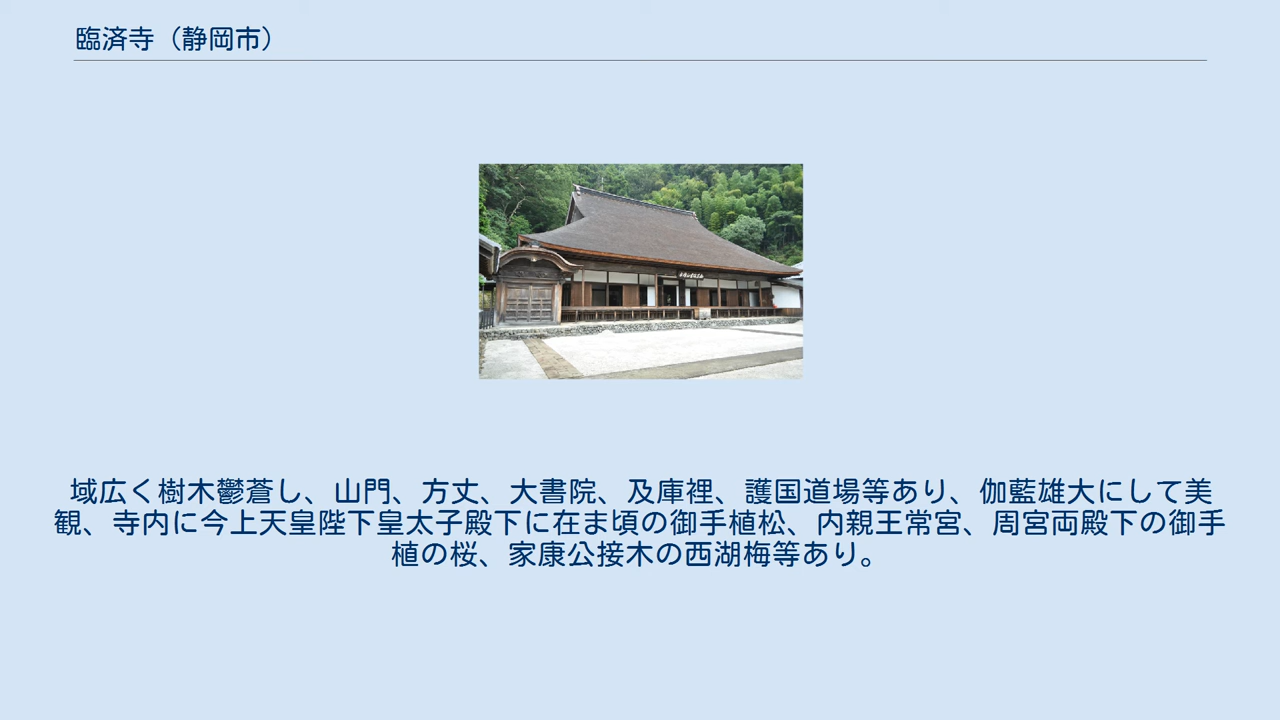 臨済寺（静岡市）
域広く樹木鬱蒼し、山門、方丈、大書院、及庫裡、護国道場等あり、伽藍雄大にして美
観、寺内に今上天皇陛下皇太子殿下に在ま頃の御手植松、内親王常宮、周宮両殿下の御手
植の桜、家康公接木の西湖梅等あり。